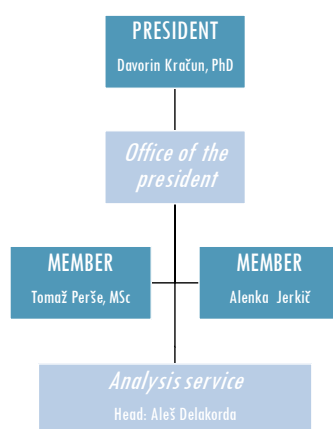 PRESIDENT
Davorin Kračun, PhD
Office of the
president
MEMBER
Tomaž Perše, MSc
MEMBER
Alenka Jerkič
Analysis service
Head: Aleš Delakorda